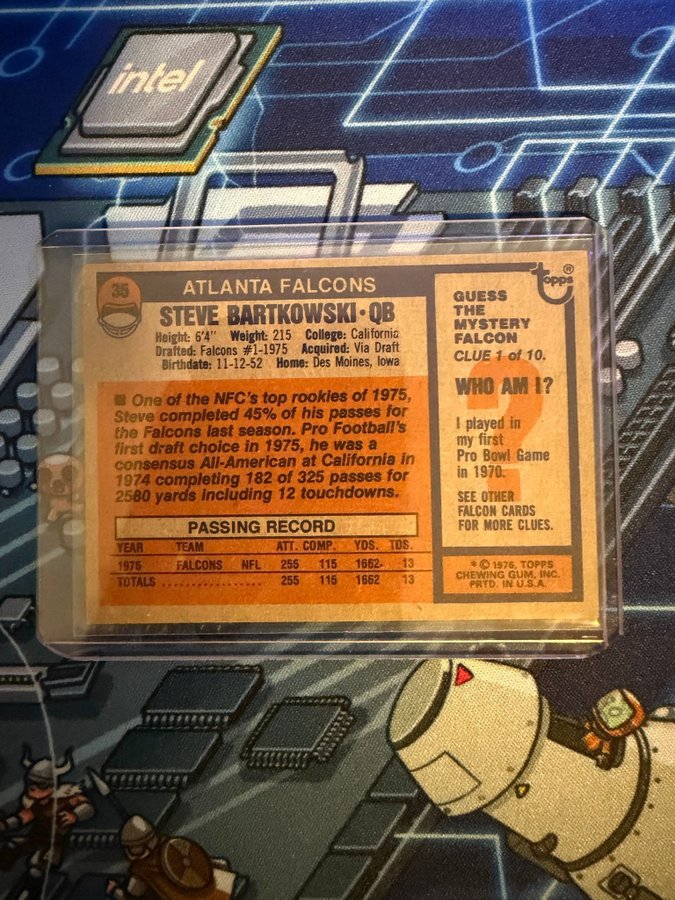 intel
35
ATLANTA FALCONS
STEVE BARTKOWSKI • QB
Height: 6'4" Weight: 215 College: California
Drafted: Falcons #1-1975 Acquired: Via Draft
Birthdate: 11-12-52 Home: Des Moines, Iowa
■ One of the NFC's top rookies of 1975,
Steve completed 45% of his passes for
the Falcons last season. Pro Football's
first draft choice in 1975, he was a
consensus All-American at California in
1974 completing 182 of 325 passes for
2580 yards including 12 touchdowns.
PASSING RECORD
YEAR TEAM ATT. COMP. YDS. TDS.
1975 FALCONS NFL 255 115 1662 13
TOTALS .................. 255 115 1662 13
topps®
GUESS
THE
MYSTERY
FALCON
CLUE 1 of 10.
WHO AM I?
?
I played in
my first
Pro Bowl Game
in 1970.
SEE OTHER
FALCON CARDS
FOR MORE CLUES.
* © 1976, TOPPS
CHEWING GUM, INC.
PRTD. IN U.S.A.